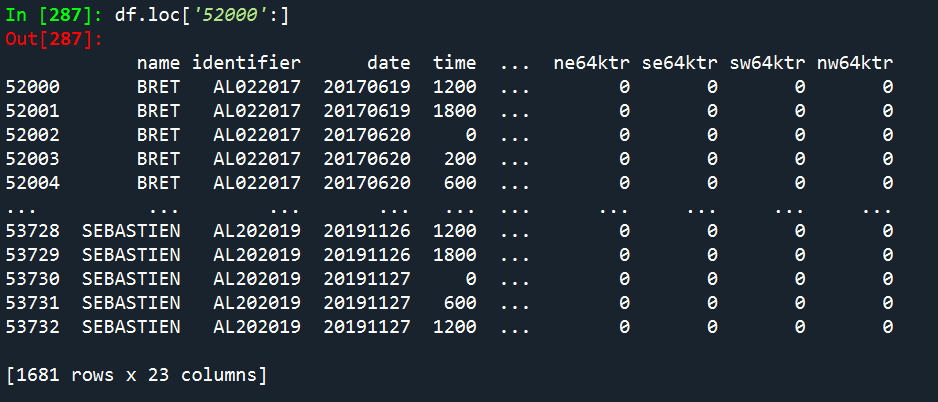 In [287]: df.loc['52000':]
Out[287]:
name identifier date time ... ne64ktr se64ktr sw64ktr nw64ktr
52000 BRET AL022017 20170619 1200 ... 0 0 0 0
52001 BRET AL022017 20170619 1800 ... 0 0 0 0
52002 BRET AL022017 20170620 0 ... 0 0 0 0
52003 BRET AL022017 20170620 200 ... 0 0 0 0
52004 BRET AL022017 20170620 600 ... 0 0 0 0
... ... ... ... ... ... ... ... ... ...
53728 SEBASTIEN AL202019 20191126 1200 ... 0 0 0 0
53729 SEBASTIEN AL202019 20191126 1800 ... 0 0 0 0
53730 SEBASTIEN AL202019 20191127 0 ... 0 0 0 0
53731 SEBASTIEN AL202019 20191127 600 ... 0 0 0 0
53732 SEBASTIEN AL202019 20191127 1200 ... 0 0 0 0
[1681 rows x 23 columns]